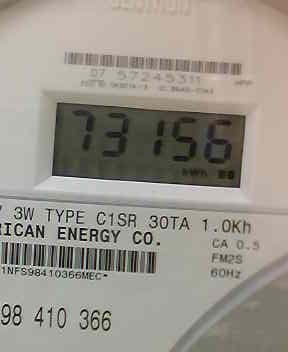 07 57245311
73156
kWh
V 3W TYPE C1SR 30TA 1.0Kh
RICAN ENERGY CO.
CA 0.5
FM2S
60Hz
1NFS98410366MEC*
98 410 366